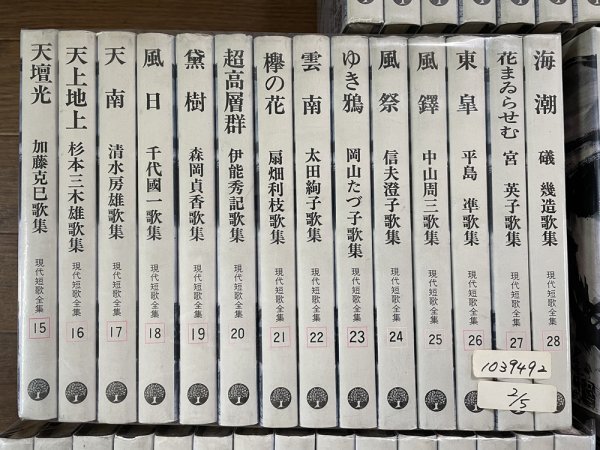 天壇光 加藤克巳歌集 現代短歌全集 15
天上地上 杉本三木雄歌集 現代短歌全集 16
天南 清水房雄歌集 現代短歌全集 17
風日 千代國一歌集 現代短歌全集 18
黛樹 森岡貞香歌集 現代短歌全集 19
超高層群 伊能秀記歌集 現代短歌全集 20
欅の花 扇畑利枝歌集 現代短歌全集 21
雲南 太田絢子歌集 現代短歌全集 22
ゆき鴉 岡山たづ子歌集 現代短歌全集 23
風祭 信夫澄子歌集 現代短歌全集 24
風鐸 中山周三歌集 現代短歌全集 25
東皐 平島 準歌集 現代短歌全集 26
花まゐらせむ 宮 英子歌集 現代短歌全集 27
海潮 礒 幾造歌集 現代短歌全集 28
1039492
2/5